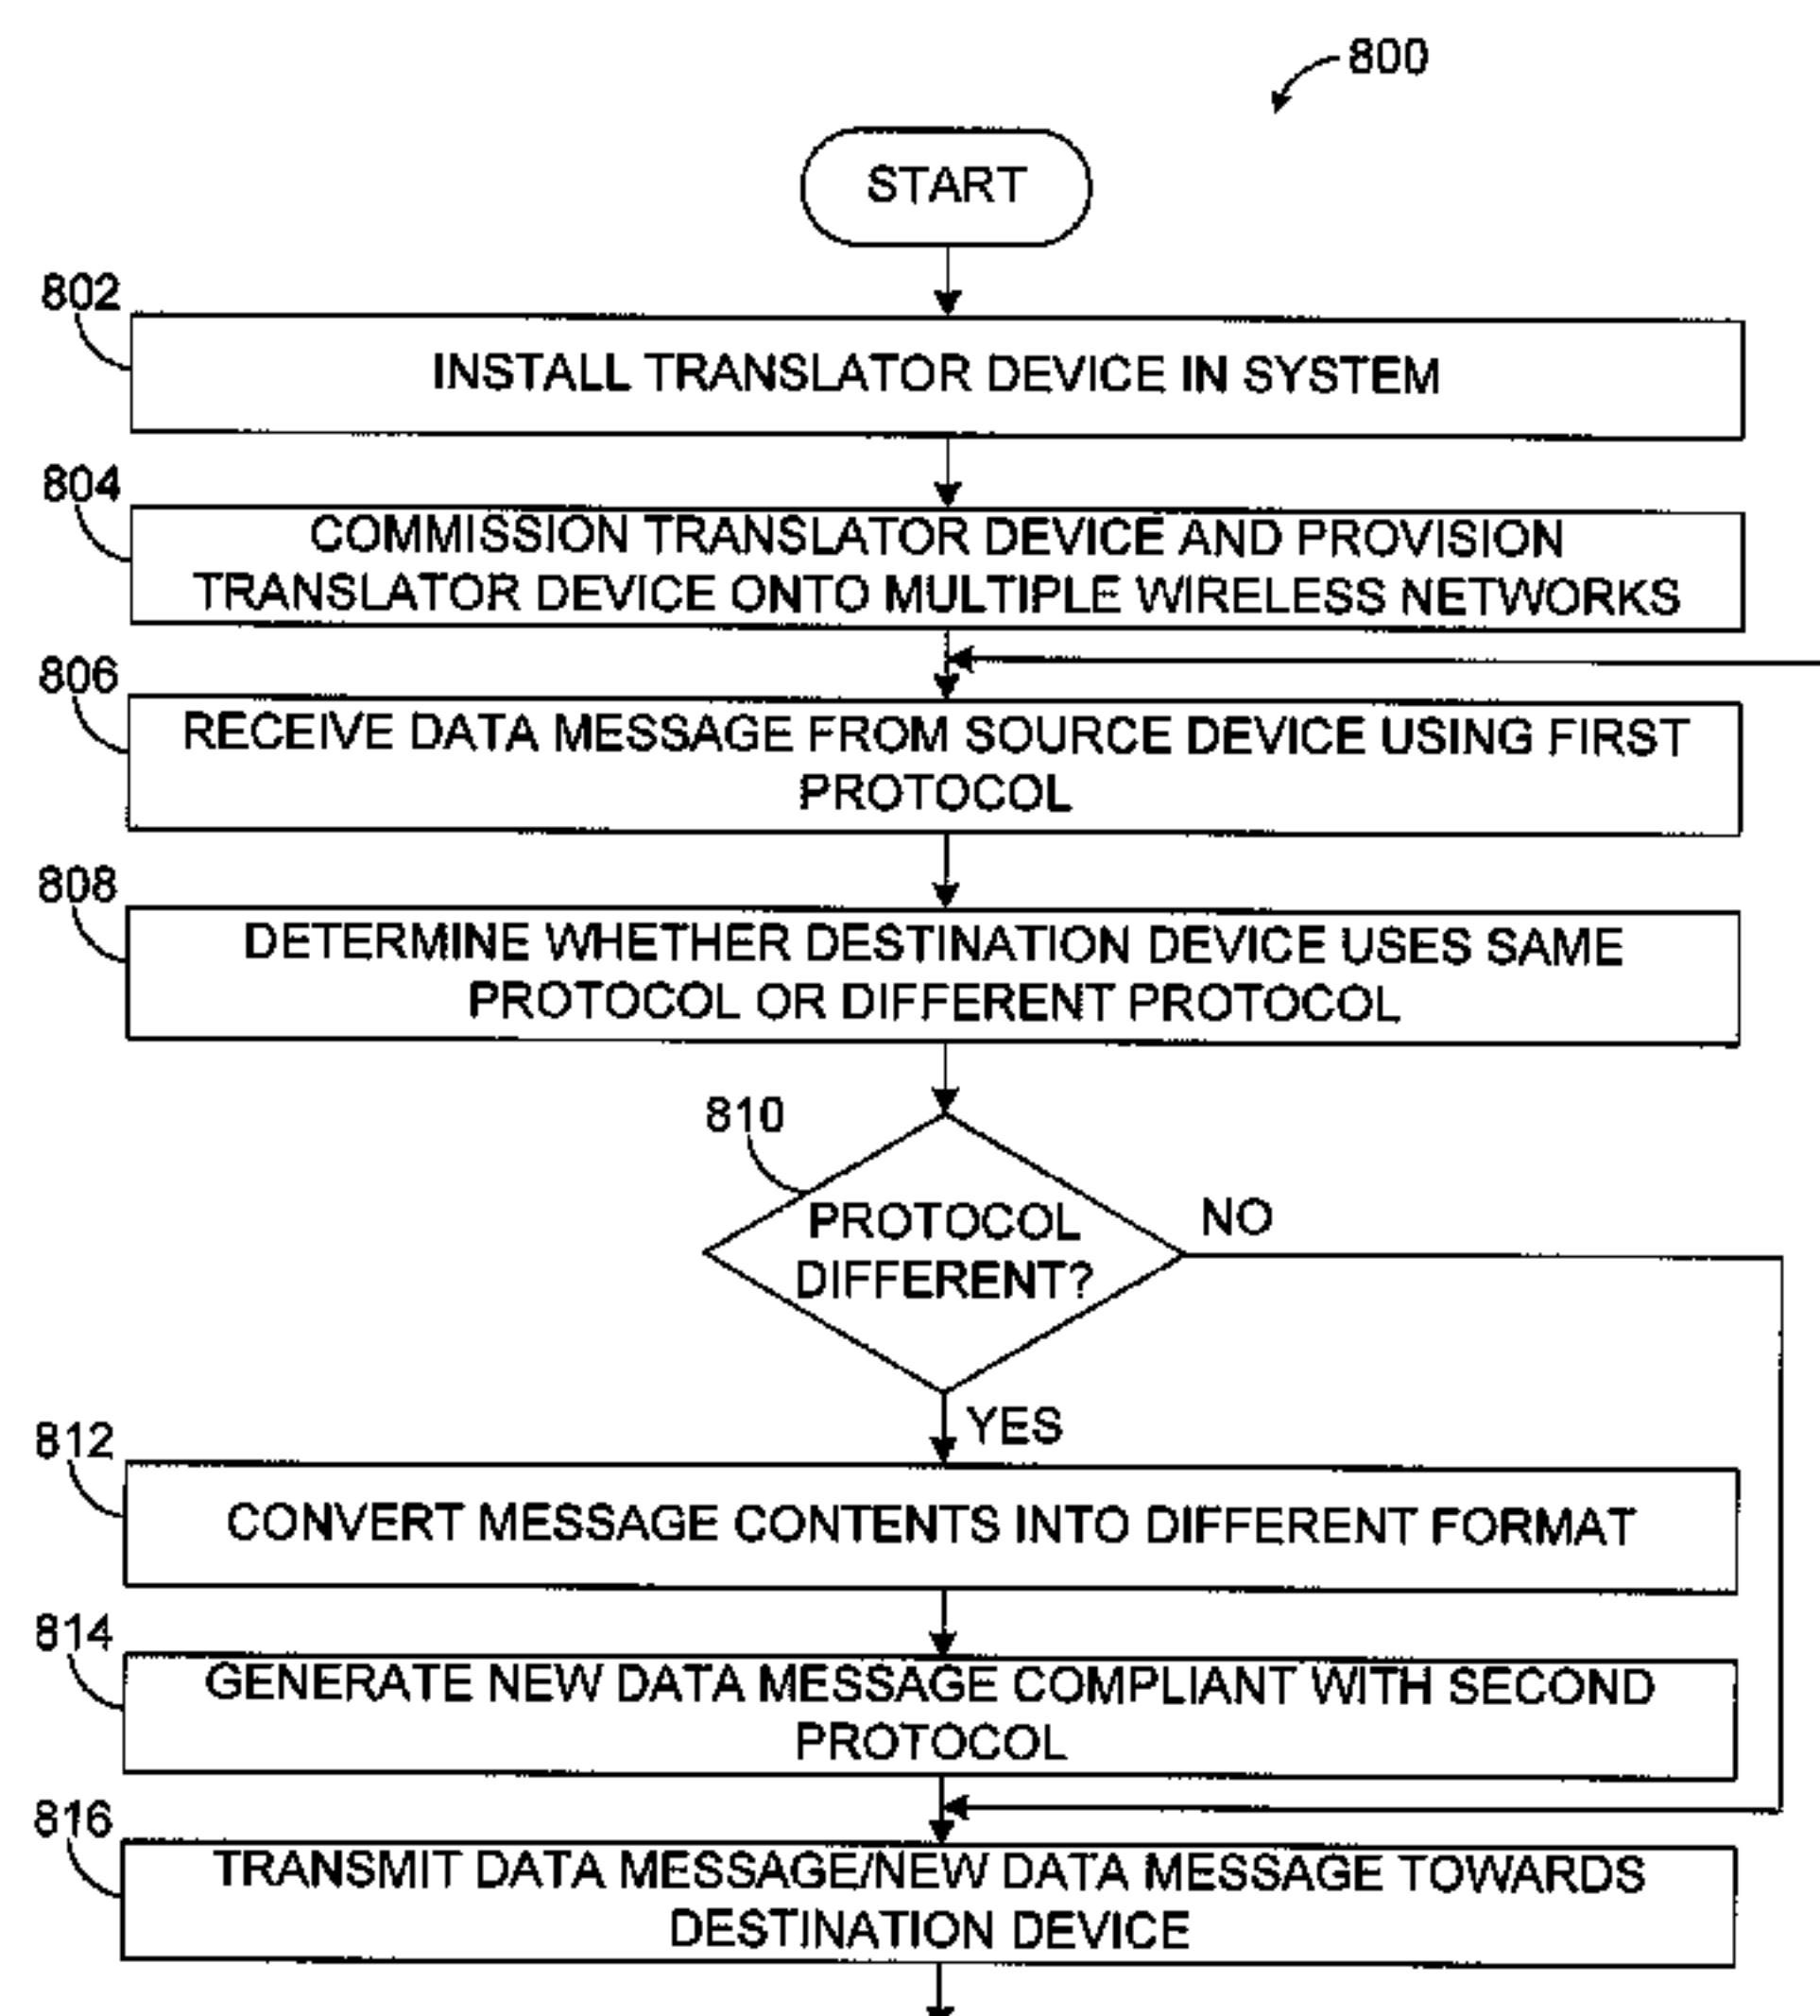 800
START
802
INSTALL TRANSLATOR DEVICE IN SYSTEM
804
COMMISSION TRANSLATOR DEVICE AND PROVISION
TRANSLATOR DEVICE ONTO MULTIPLE WIRELESS NETWORKS
806
RECEIVE DATA MESSAGE FROM SOURCE DEVICE USING FIRST
PROTOCOL
808
DETERMINE WHETHER DESTINATION DEVICE USES SAME
PROTOCOL OR DIFFERENT PROTOCOL
810
PROTOCOL
DIFFERENT?
NO
YES
812
CONVERT MESSAGE CONTENTS INTO DIFFERENT FORMAT
814
GENERATE NEW DATA MESSAGE COMPLIANT WITH SECOND
PROTOCOL
816
TRANSMIT DATA MESSAGE/NEW DATA MESSAGE TOWARDS
DESTINATION DEVICE